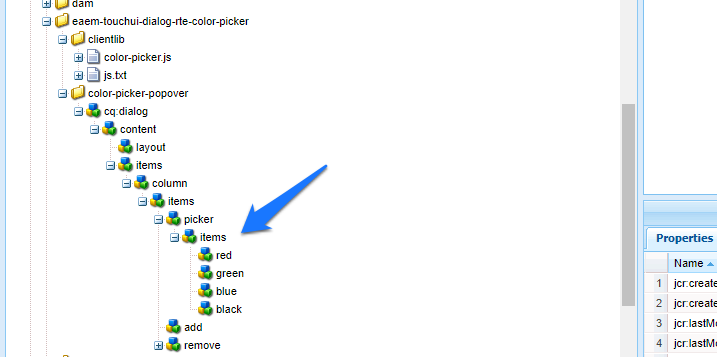 dam
eaem-touchui-dialog-rte-color-picker
clientlib
color-picker.js
js.txt
color-picker-popover
cq:dialog
content
layout
items
column
items
picker
items
red
green
blue
black
add
remove
Properties
Name
1 jcr:create
2 jcr:create
3 jcr:lastMo
4 jcr:lastMo